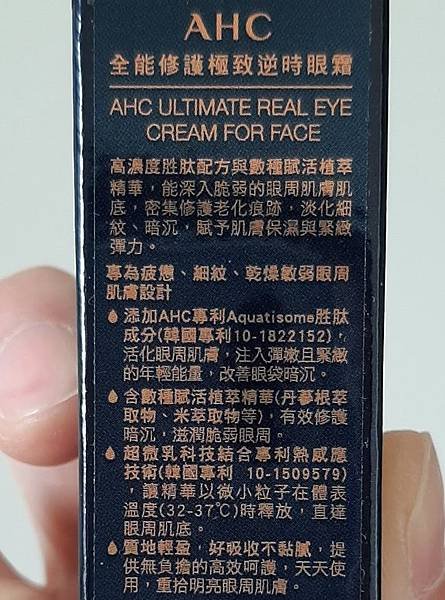 AHC
全能修護極致逆時眼霜
AHC ULTIMATE REAL EYE
CREAM FOR FACE
高濃度胜肽配方與數種賦活植萃
精華，能深入脆弱的眼周肌膚肌
底，密集修護老化痕跡，淡化細
紋、暗沉，賦予肌膚保濕與緊緻
彈力。
專為疲憊、細紋、乾燥敏弱眼周
肌膚設計
添加AHC專利Aquatisome胜肽
成分(韓國專利10-1822152)，
活化眼周肌膚，注入彈嫩且緊緻
的年輕能量，改善眼袋暗沉。
含數種賦活植萃精華(丹蔘根萃
取物、米萃取物等)，有效修護
暗沉，滋潤脆弱眼周。
超微乳科技結合專利熱感應
技術(韓國專利 10-1509579)
，讓精華以微小粒子在體表
溫度(32-37℃)時釋放，直達
眼周肌底。
質地輕盈，好吸收不黏膩，提
供無負擔的高效呵護，天天使
用，重拾明亮眼周肌膚。